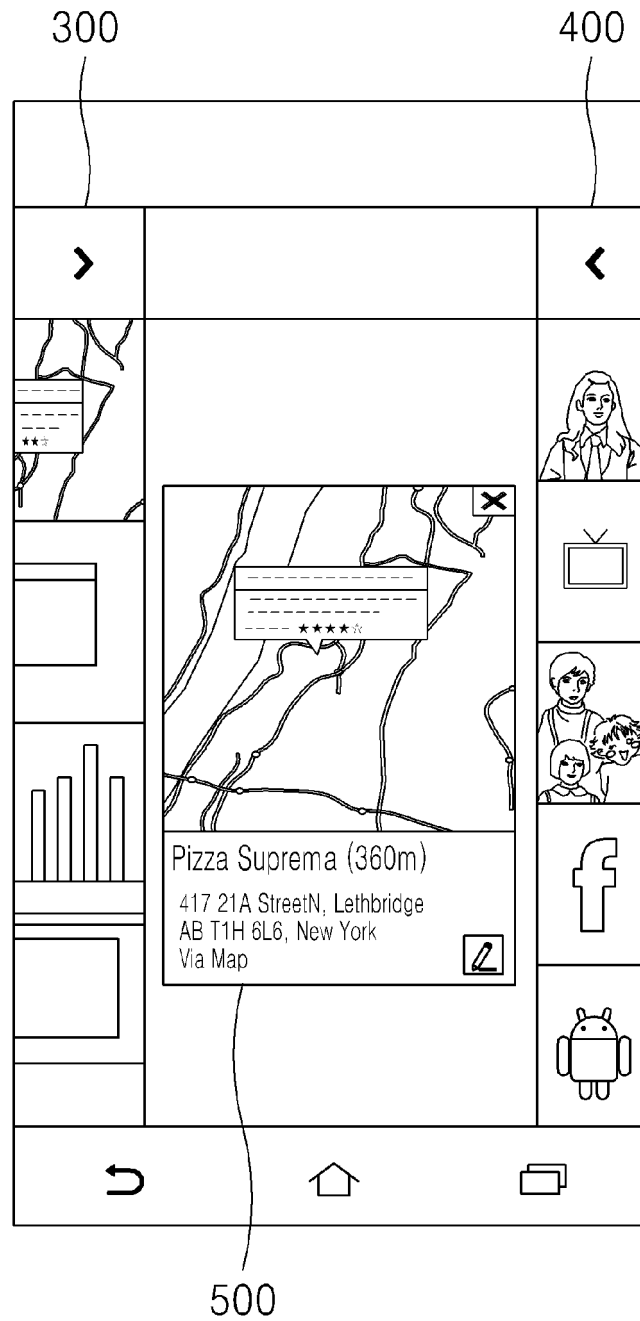 300
400
Pizza Suprema (360m)
417 21A StreetN, Lethbridge
AB T1H 6L6, New York
Via Map
500